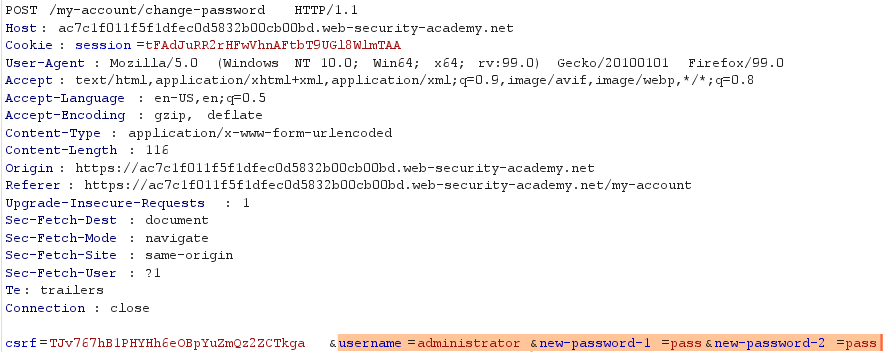 POST /my-account/change-password HTTP/1.1
Host: ac7c1f011f5f1dfec0d5832b00cb00bd.web-security-academy.net
Cookie: session=tFAdJuRR2rHFwVhnAFtbT9UGl8WlmTAA
User-Agent: Mozilla/5.0 (Windows NT 10.0; Win64; x64; rv:99.0) Gecko/20100101 Firefox/99.0
Accept: text/html,application/xhtml+xml,application/xml;q=0.9,image/avif,image/webp,*/*;q=0.8
Accept-Language: en-US,en;q=0.5
Accept-Encoding: gzip, deflate
Content-Type: application/x-www-form-urlencoded
Content-Length: 116
Origin: https://ac7c1f011f5f1dfec0d5832b00cb00bd.web-security-academy.net
Referer: https://ac7c1f011f5f1dfec0d5832b00cb00bd.web-security-academy.net/my-account
Upgrade-Insecure-Requests: 1
Sec-Fetch-Dest: document
Sec-Fetch-Mode: navigate
Sec-Fetch-Site: same-origin
Sec-Fetch-User: ?1
Te: trailers
Connection: close
csrf=TJv767hB1PHYHh6eOBpYuZmQz2ZCTkga&username=administrator&new-password-1=pass&new-password-2=pass